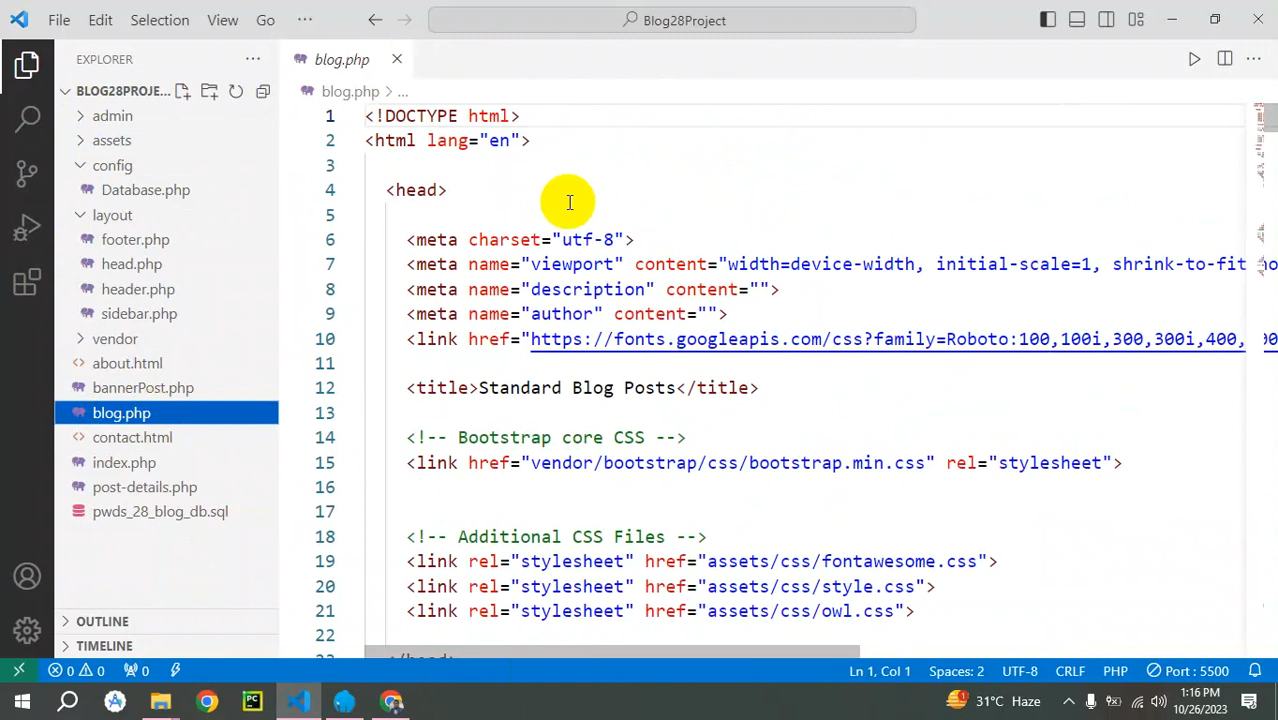 File Edit Selection View Go ··· Blog28Project
EXPLORER ···
BLOG28PROJE...
admin
assets
config
Database.php
layout
footer.php
head.php
header.php
sidebar.php
vendor
about.html
bannerPost.php
blog.php
contact.html
index.php
post-details.php
pwds_28_blog_db.sql
OUTLINE
TIMELINE
blog.php
blog.php > ...
1 <!DOCTYPE html>
2 <html lang="en">
3
4 <head>
5
6 <meta charset="utf-8">
7 <meta name="viewport" content="width=device-width, initial-scale=1, shrink-to-fit
8 <meta name="description" content="">
9 <meta name="author" content="">
10 <link href="https://fonts.googleapis.com/css?family=Roboto:100,100i,300,300i,400,
11
12 <title>Standard Blog Posts</title>
13
14 <!-- Bootstrap core CSS -->
15 <link href="vendor/bootstrap/css/bootstrap.min.css" rel="stylesheet">
16
17
18 <!-- Additional CSS Files -->
19 <link rel="stylesheet" href="assets/css/fontawesome.css">
20 <link rel="stylesheet" href="assets/css/style.css">
21 <link rel="stylesheet" href="assets/css/owl.css">
22
0 0 0 Ln 1, Col 1 Spaces: 2 UTF-8 CRLF PHP Port : 5500
PC 31°C Haze 1:16 PM
10/26/2023